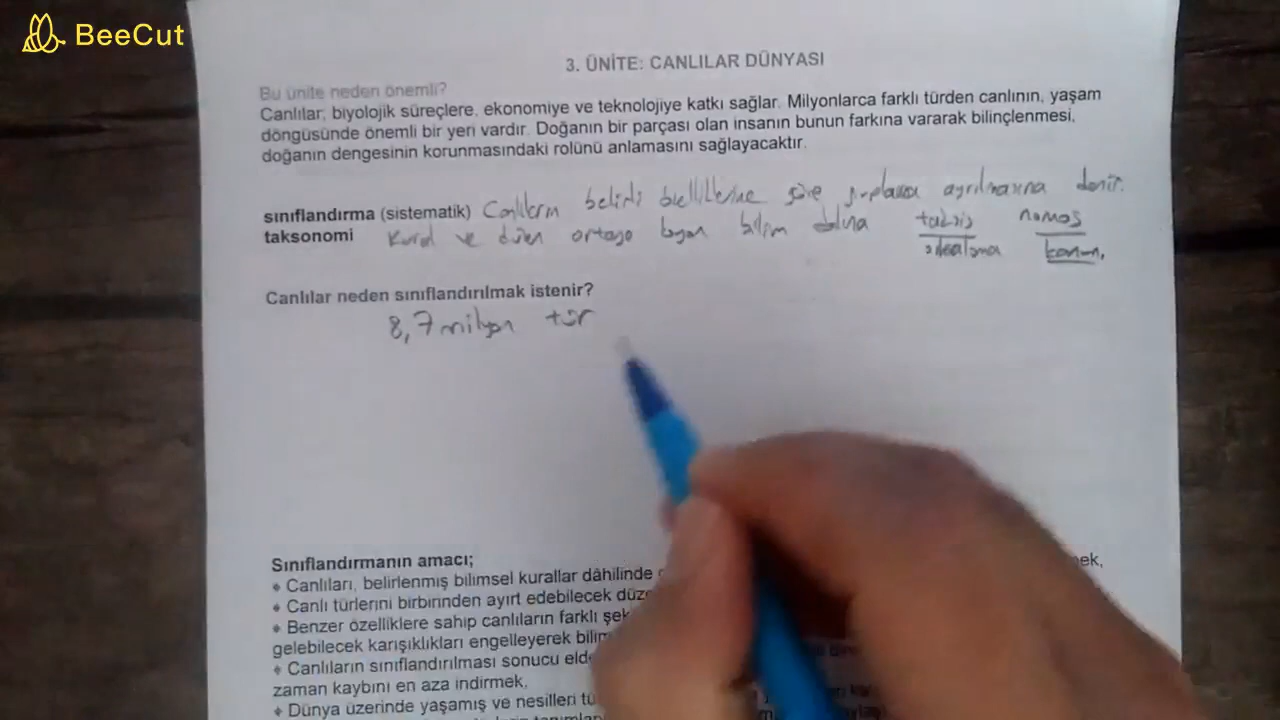 BeeCut
3. ÜNİTE: CANLILAR DÜNYASI
Bu ünite neden önemli?
Canlılar, biyolojik süreçlere, ekonomiye ve teknolojiye katkı sağlar. Milyonlarca farklı türden canlının, yaşam
döngüsünde önemli bir yeri vardır. Doğanın bir parçası olan insanın bunun farkına vararak bilinçlenmesi,
doğanın dengesinin korunmasındaki rolünü anlamasını sağlayacaktır.
sınıflandırma (sistematik) Canlıların belirli özelliklerine göre gruplara ayrılmasına denir.
taksonomi kural ve düzen ortaya koyan bilim dalına taksis nomos
sıralama kanun.
Canlılar neden sınıflandırılmak istenir?
8,7 milyon tür
Sınıflandırmanın amacı;
• Canlıları, belirlenmiş bilimsel kurallar dâhilinde
• Canlı türlerini birbirinden ayırt edebilecek
• Benzer özelliklere sahip canlıların farklı
gelebilecek karışıklıkları engelleyerek
• Canlıların sınıflandırılması sonucu
zaman kaybını en aza indirmek,
• Dünya üzerinde yaşamış ve nesilleri